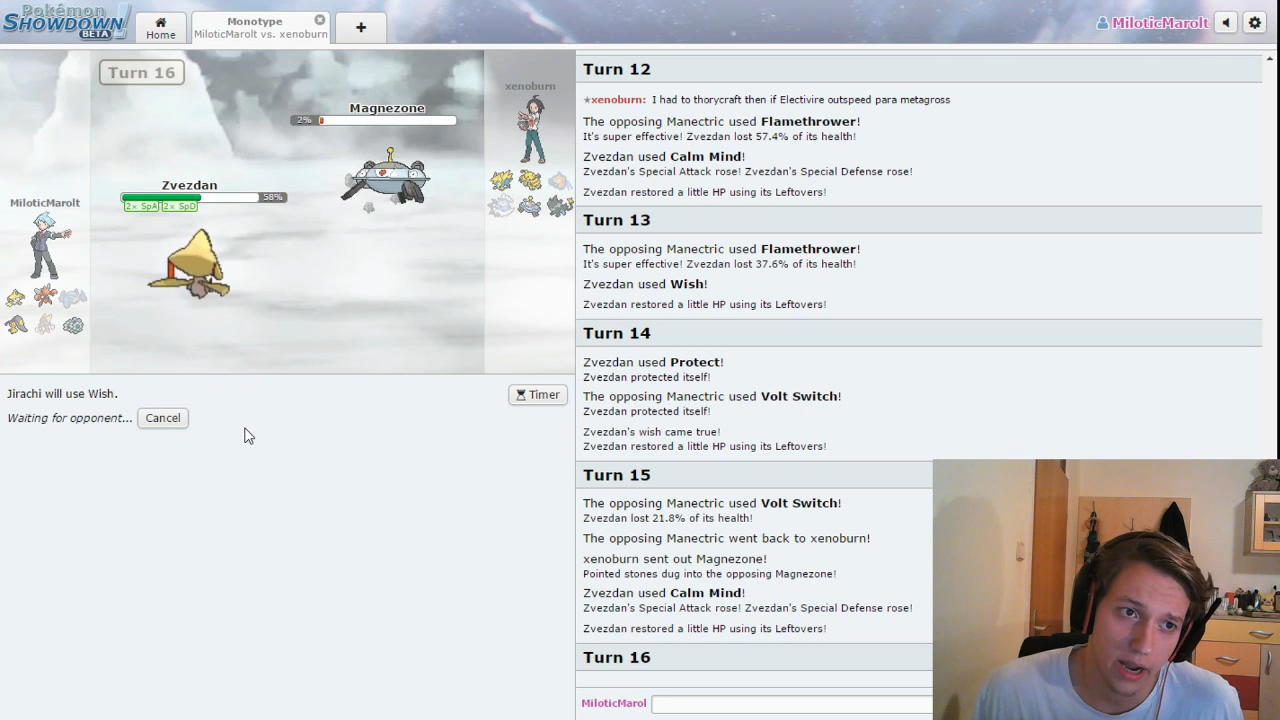 Pokémon
SHOWDOWN!
BETA
Home
Monotype
MiloticMarolt vs. xenoburn
+
MiloticMarolt
Turn 16
xenoburn
Magnezone
2%
Zvezdan
58%
2× SpA 2× SpD
MiloticMarolt
Jirachi will use Wish.
Timer
Waiting for opponent... Cancel
Turn 12
★xenoburn: I had to thorycraft then if Electivire outspeed para metagross
The opposing Manectric used Flamethrower!
It's super effective! Zvezdan lost 57.4% of its health!
Zvezdan used Calm Mind!
Zvezdan's Special Attack rose! Zvezdan's Special Defense rose!
Zvezdan restored a little HP using its Leftovers!
Turn 13
The opposing Manectric used Flamethrower!
It's super effective! Zvezdan lost 37.6% of its health!
Zvezdan used Wish!
Zvezdan restored a little HP using its Leftovers!
Turn 14
Zvezdan used Protect!
Zvezdan protected itself!
The opposing Manectric used Volt Switch!
Zvezdan protected itself!
Zvezdan's wish came true!
Zvezdan restored a little HP using its Leftovers!
Turn 15
The opposing Manectric used Volt Switch!
Zvezdan lost 21.8% of its health!
The opposing Manectric went back to xenoburn!
xenoburn sent out Magnezone!
Pointed stones dug into the opposing Magnezone!
Zvezdan used Calm Mind!
Zvezdan's Special Attack rose! Zvezdan's Special Defense rose!
Zvezdan restored a little HP using its Leftovers!
Turn 16
MiloticMarol